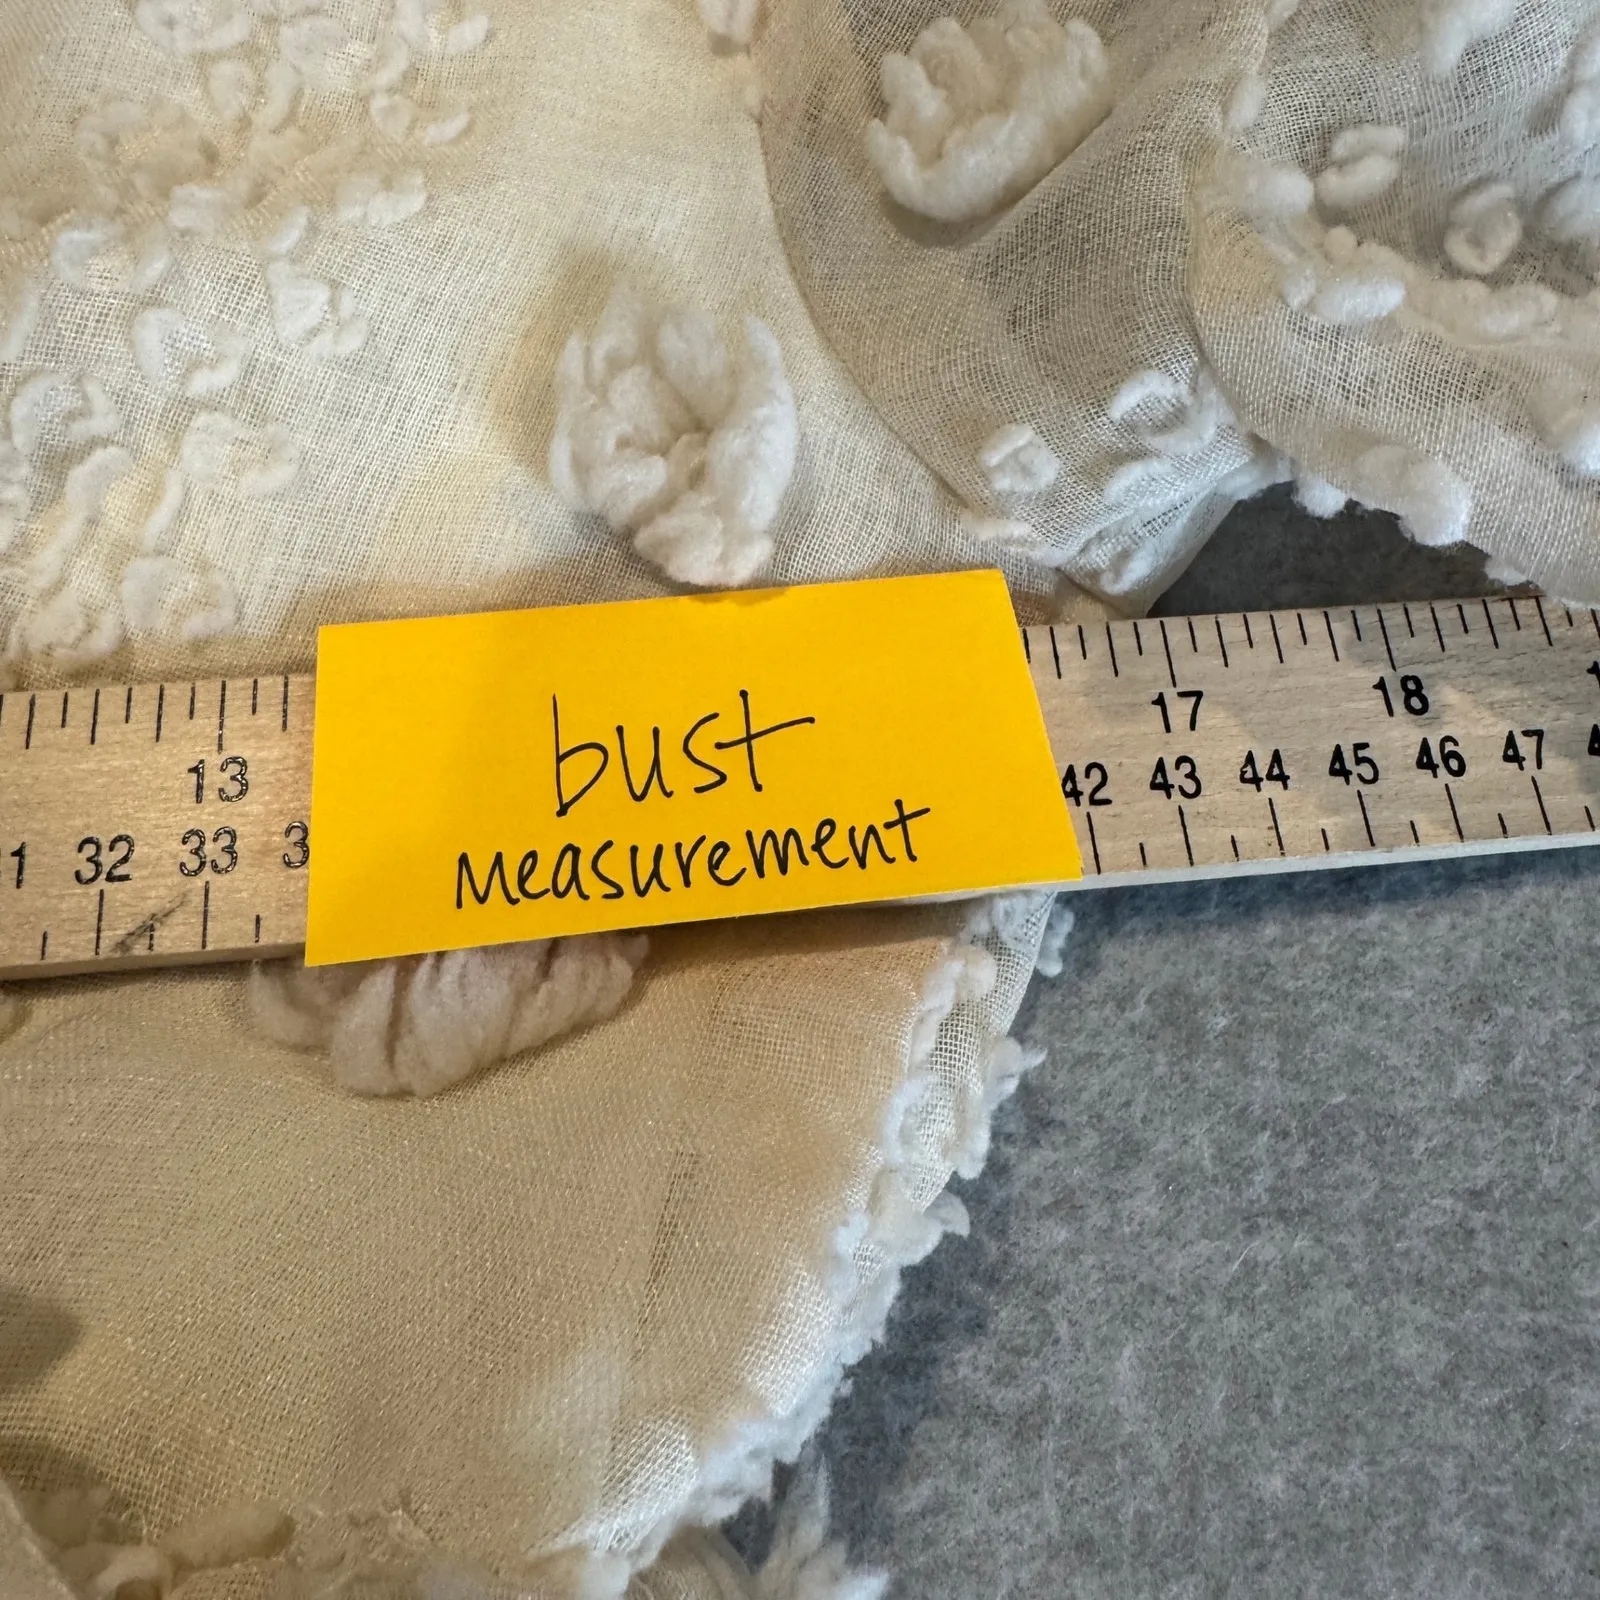 bust
measurement
13 17 18
32 33 42 43 44 45 46 47